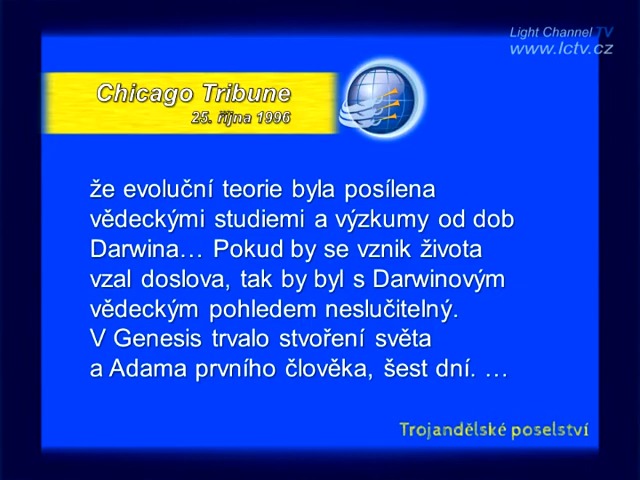 Light Channel TV
www.lctv.cz
Chicago Tribune
25. října 1996
že evoluční teorie byla posílena
vědeckými studiemi a výzkumy od dob
Darwina… Pokud by se vznik života
vzal doslova, tak by byl s Darwinovým
vědeckým pohledem neslučitelný.
V Genesis trvalo stvoření světa
a Adama prvního člověka, šest dní. …
Trojandělské poselství